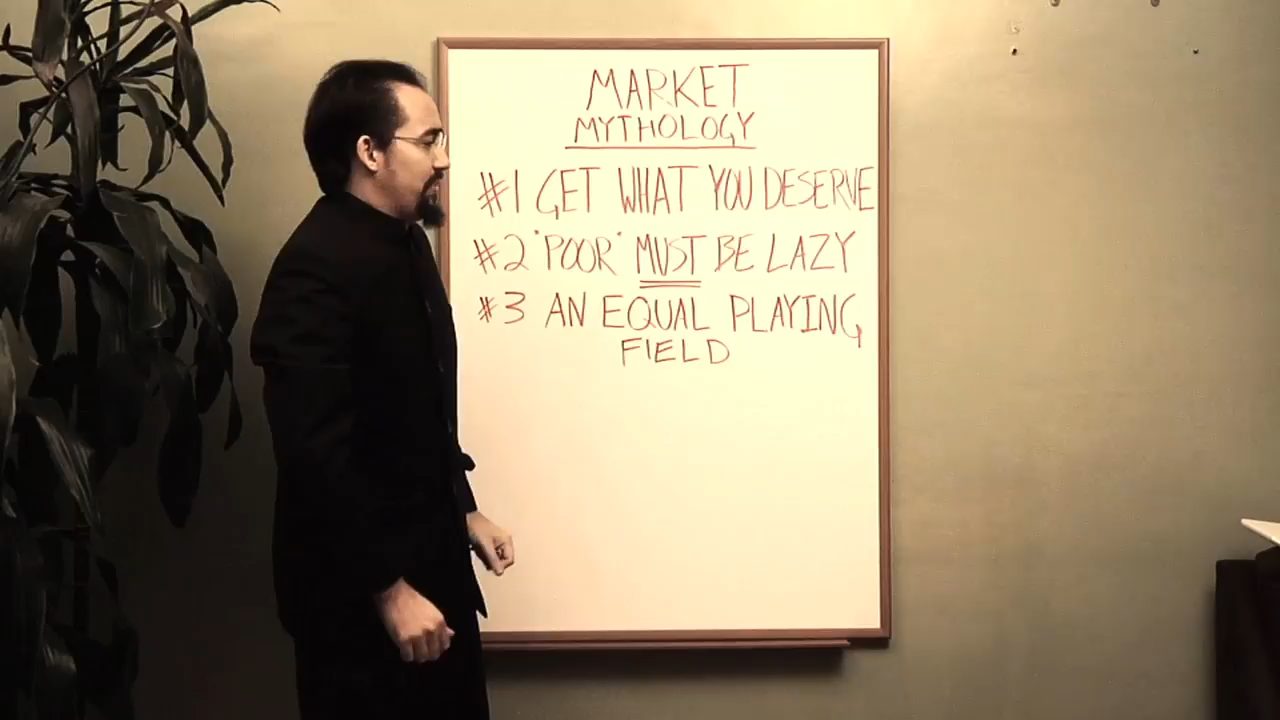 MARKET
MYTHOLOGY
#1 GET WHAT YOU DESERVE
#2 "POOR" MUST BE LAZY
#3 AN EQUAL PLAYING
FIELD